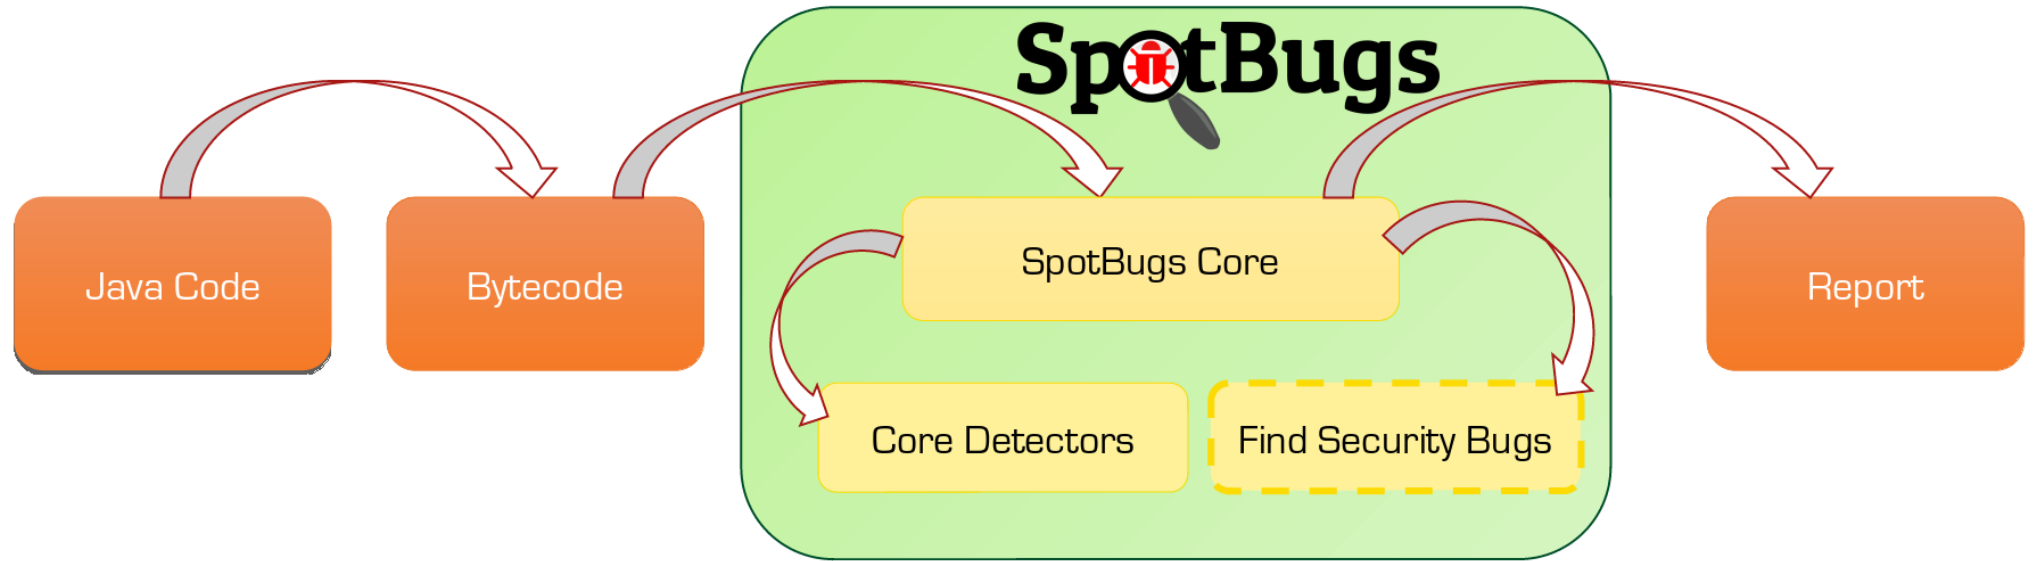 SpotBugs
Java Code
Bytecode
SpotBugs Core
Report
Core Detectors
Find Security Bugs